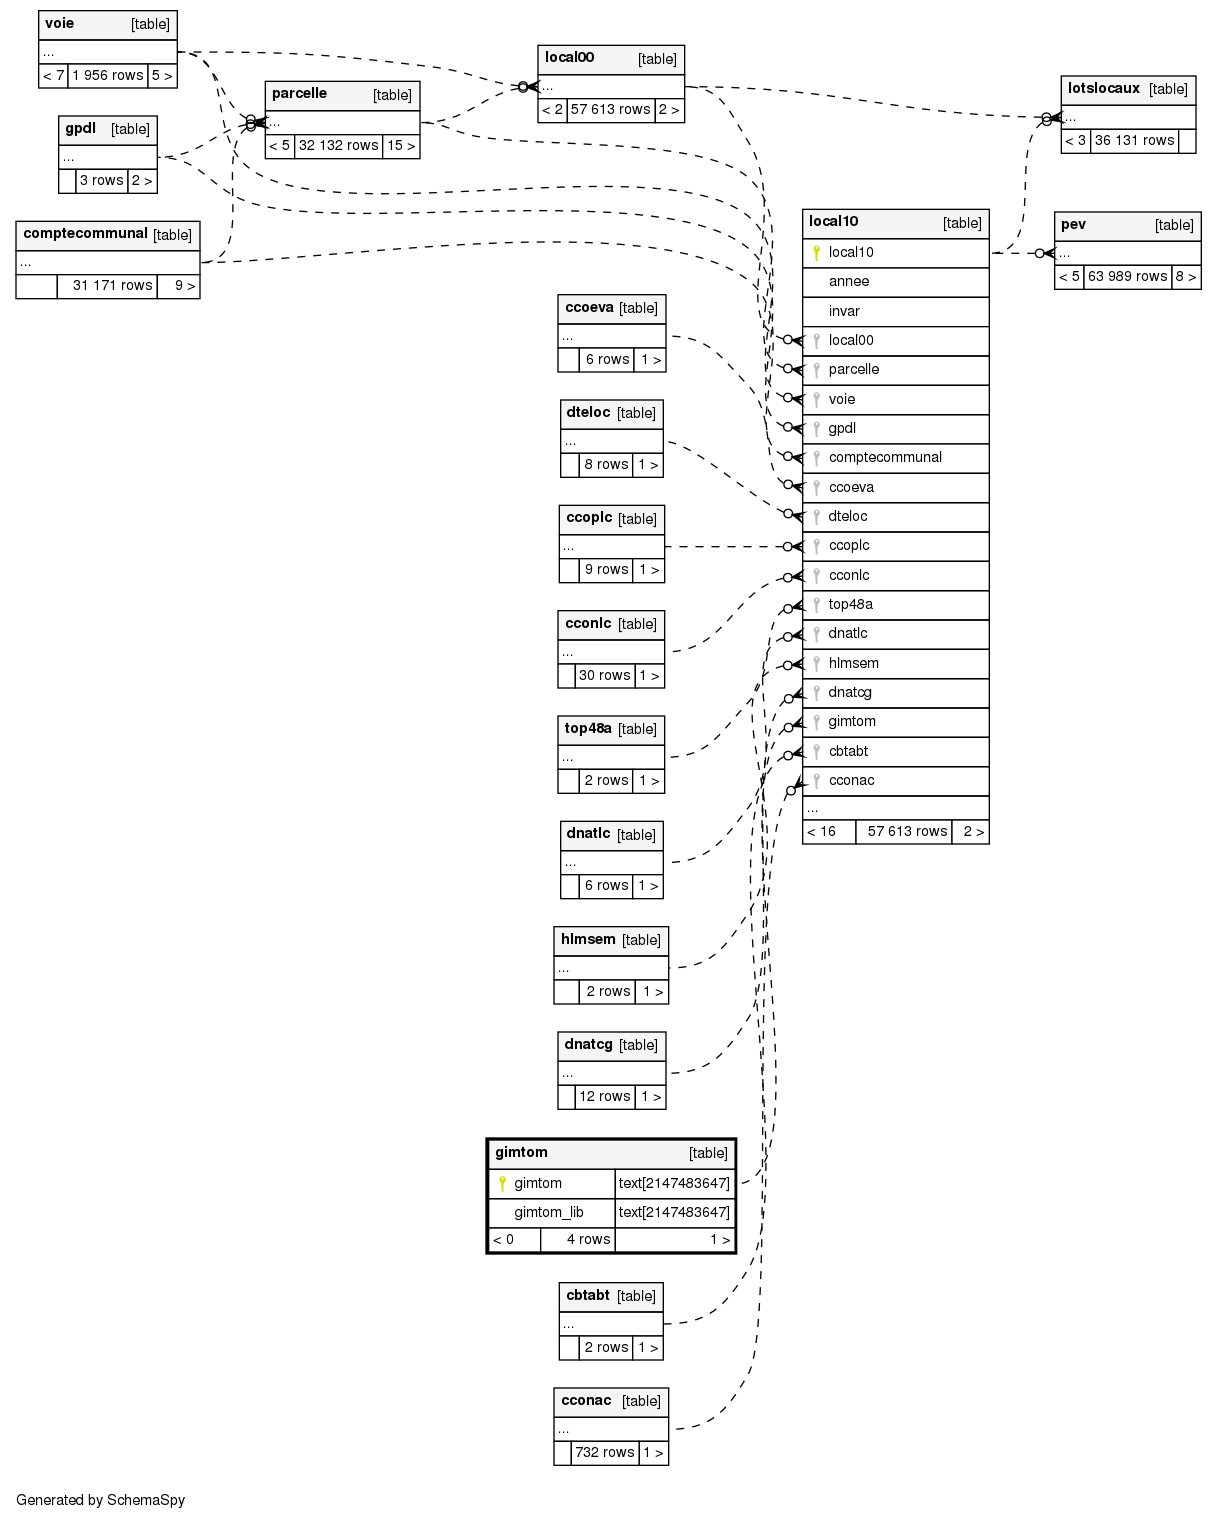 voie [table]
...
< 7 1 956 rows 5 >
local00 [table]
...
< 2 57 613 rows 2 >
parcelle [table]
...
< 5 32 132 rows 15 >
lotslocaux [table]
...
< 3 36 131 rows
gpdl [table]
...
3 rows 2 >
comptecommunal [table]
...
31 171 rows 9 >
local10 [table]
local10
annee
invar
local00
parcelle
voie
gpdl
comptecommunal
ccoeva
dteloc
ccoplc
cconlc
top48a
dnatlc
hlmsem
dnatcg
gimtom
cbtabt
cconac
...
< 16 57 613 rows 2 >
pev [table]
...
< 5 63 989 rows 8 >
ccoeva [table]
...
6 rows 1 >
dteloc [table]
...
8 rows 1 >
ccoplc [table]
...
9 rows 1 >
cconlc [table]
...
30 rows 1 >
top48a [table]
...
2 rows 1 >
dnatlc [table]
...
6 rows 1 >
hlmsem [table]
...
2 rows 1 >
dnatcg [table]
...
12 rows 1 >
gimtom [table]
gimtom text[2147483647]
gimtom_lib text[2147483647]
< 0 4 rows 1 >
cbtabt [table]
...
2 rows 1 >
cconac [table]
...
732 rows 1 >
Generated by SchemaSpy